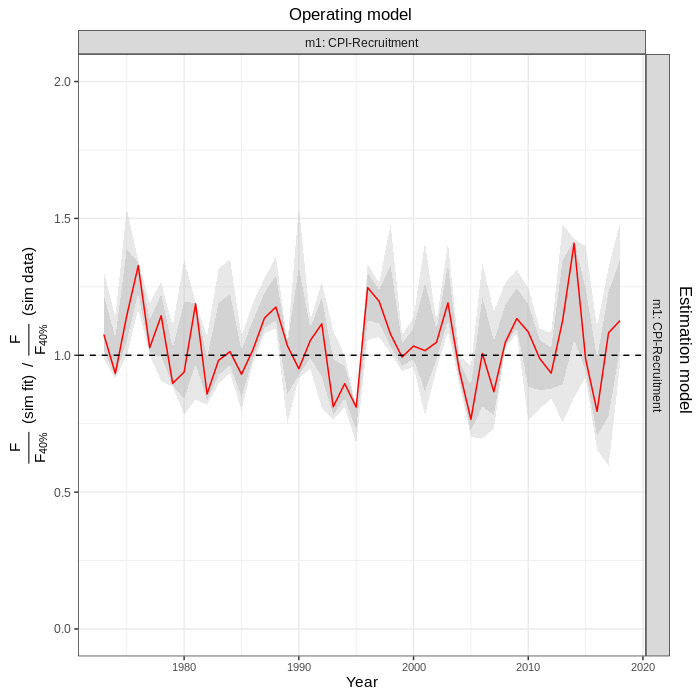 Operating model
m1: CPI-Recruitment
2.0
1.5
1.0
0.5
0.0
1980
1990
2000
2010
2020
Year
F
F40%
(sim fit) /
F
F40%
(sim data)
m1: CPI-Recruitment
Estimation model